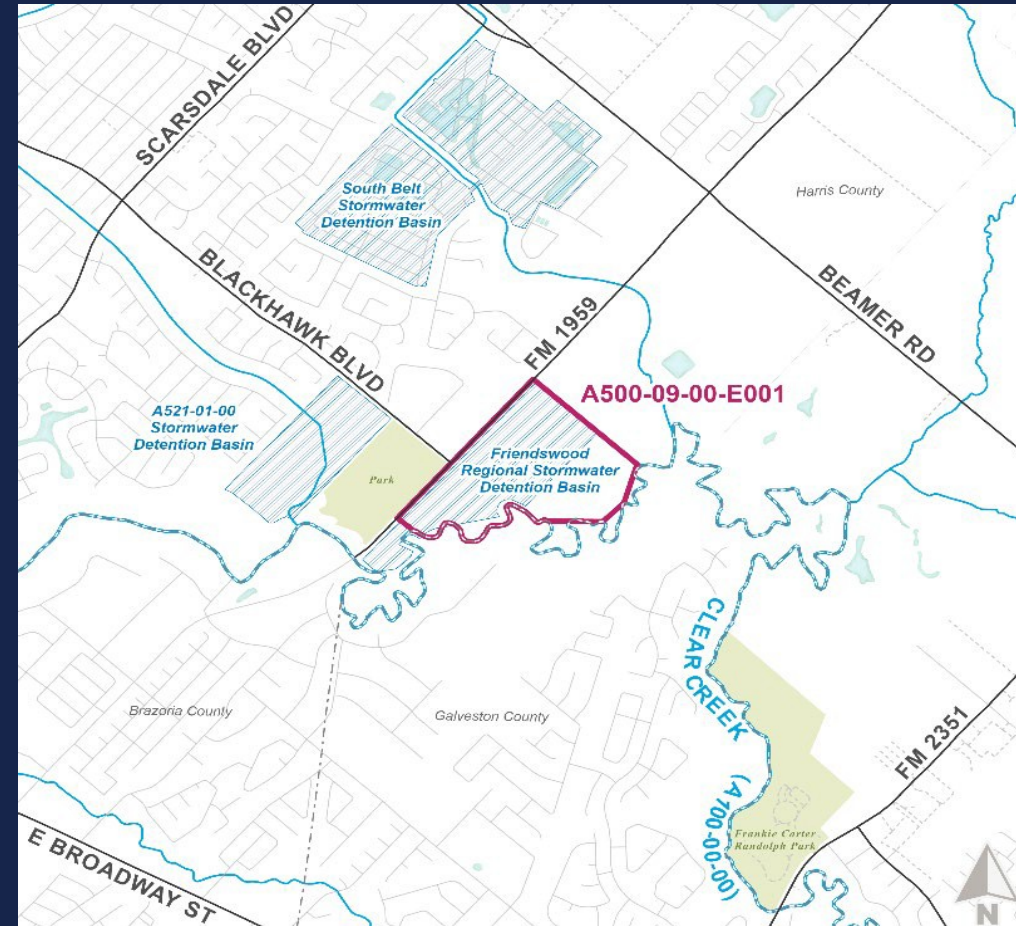 SCARSDALE BLVD
South Belt
Stormwater
Detention Basin
Harris County
BLACKHAWK BLVD
FM 1959
BEAMER RD
A500-09-00-E001
A521-01-00
Stormwater
Detention Basin
Friendswood
Regional Stormwater
Detention Basin
Park
CLEAR CREEK
(A100-00-00)
Brazoria County
Galveston County
FM 2351
Frankie Carter
Randolph Park
E BROADWAY ST
N